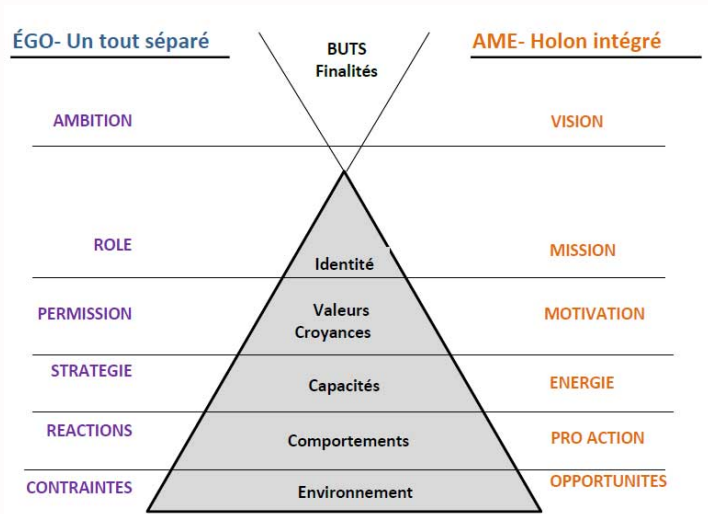 ÉGO- Un tout séparé
BUTS
Finalités
AME- Holon intégré
AMBITION
VISION
ROLE
Identité
MISSION
PERMISSION
Valeurs
Croyances
MOTIVATION
STRATEGIE
Capacités
ENERGIE
REACTIONS
Comportements
PRO ACTION
CONTRAINTES
Environnement
OPPORTUNITES